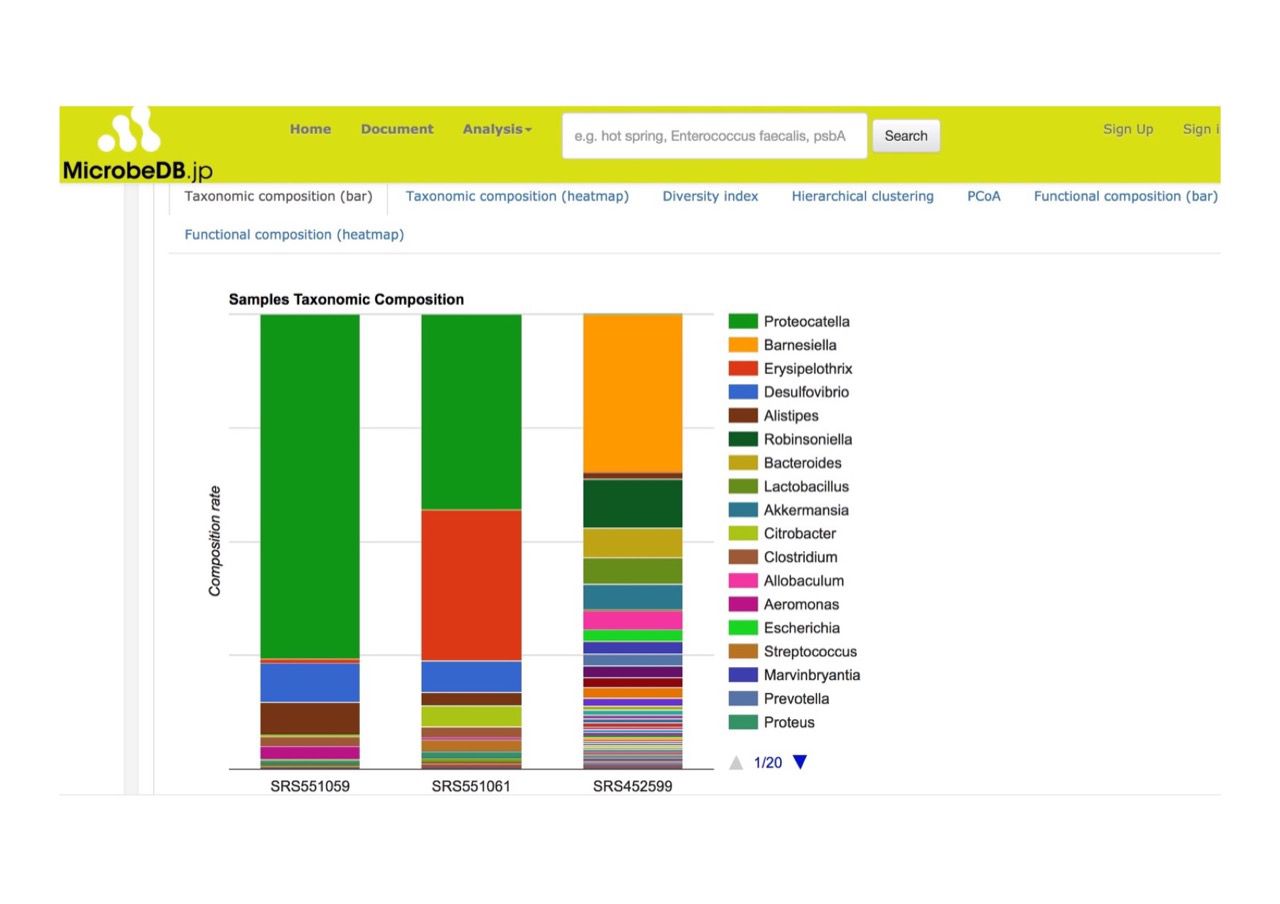 MicrobeDB.jp
Home Document Analysis e.g. hot spring, Enterococcus faecalis, psbA Search Sign Up Sign i
Taxonomic composition (bar) Taxonomic composition (heatmap) Diversity index Hierarchical clustering PCoA Functional composition (bar)
Functional composition (heatmap)
Samples Taxonomic Composition
Composition rate
Proteocatella
Barnesiella
Erysipelothrix
Desulfovibrio
Alistipes
Robinsoniella
Bacteroides
Lactobacillus
Akkermansia
Citrobacter
Clostridium
Allobaculum
Aeromonas
Escherichia
Streptococcus
Marvinbryantia
Prevotella
Proteus
1/20
SRS551059 SRS551061 SRS452599